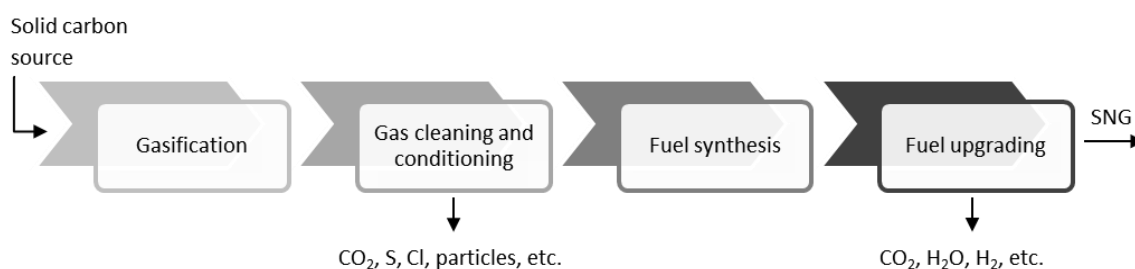 Solid carbon
source
Gasification
Gas cleaning and
conditioning
Fuel synthesis
Fuel upgrading
SNG
CO₂, S, Cl, particles, etc.
CO₂, H₂O, H₂, etc.